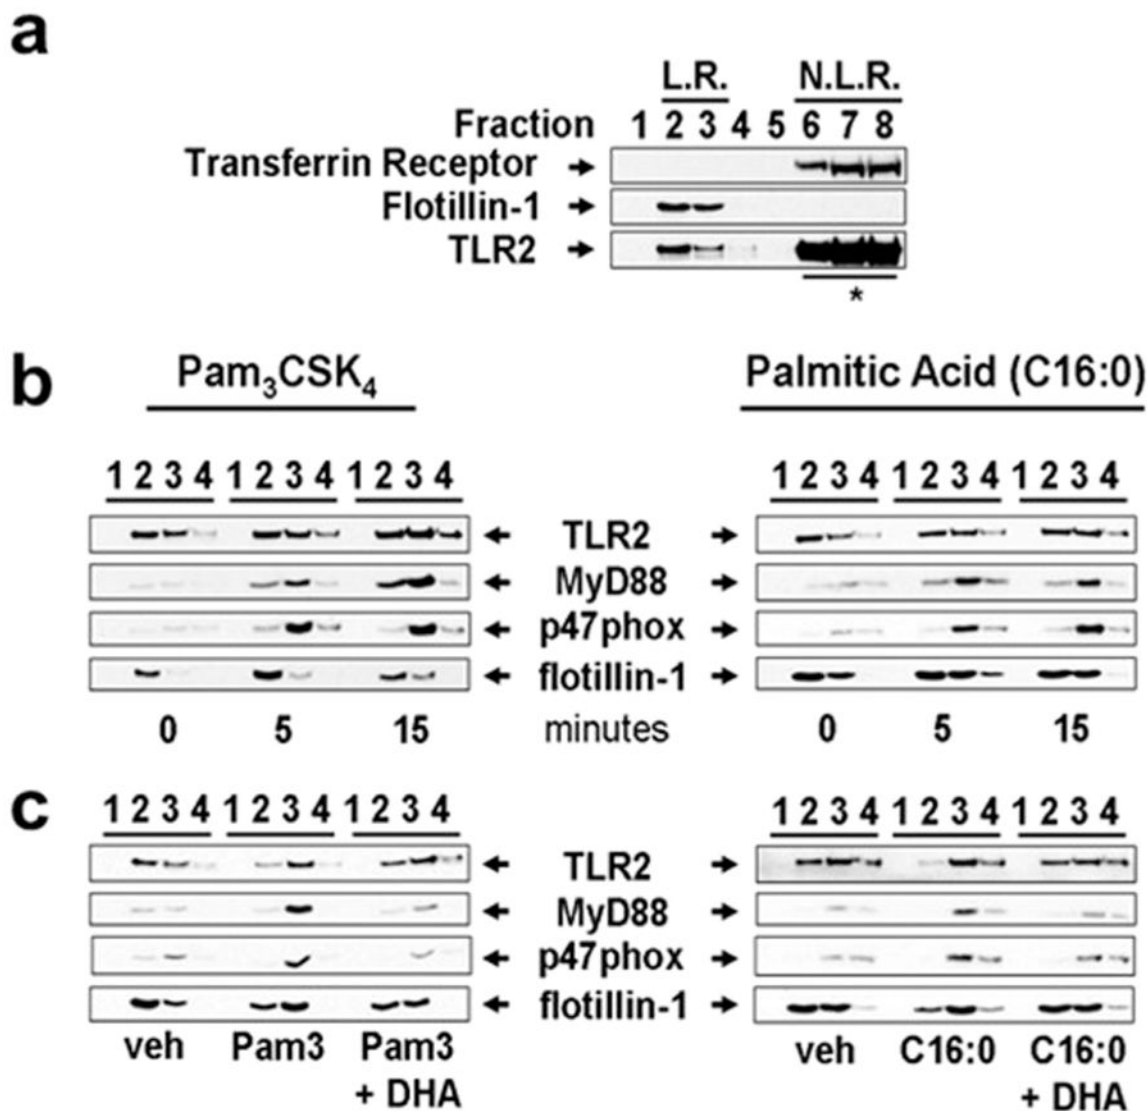 a
L.R. N.L.R.
Fraction 1 2 3 4 5 6 7 8
Transferrin Receptor
Flotillin-1
TLR2
*
b
Pam3CSK4 Palmitic Acid (C16:0)
1 2 3 4 1 2 3 4 1 2 3 4 1 2 3 4 1 2 3 4 1 2 3 4
TLR2
MyD88
p47phox
flotillin-1
0 5 15 minutes 0 5 15
c
1 2 3 4 1 2 3 4 1 2 3 4 1 2 3 4 1 2 3 4 1 2 3 4
TLR2
MyD88
p47phox
flotillin-1
veh Pam3 Pam3 veh C16:0 C16:0
+ DHA + DHA